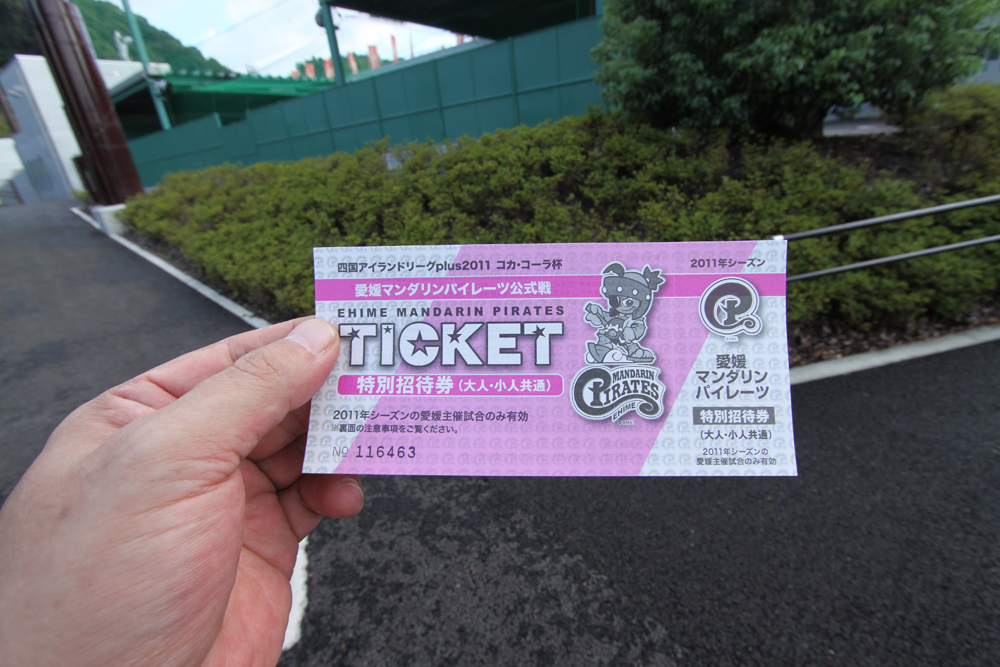 四国アイランドリーグplus2011 コカ・コーラ杯
愛媛マンダリンパイレーツ公式戦
EHIME MANDARIN PIRATES
TICKET
特別招待券(大人・小人共通)
2011年シーズンの愛媛主催試合のみ有効
※裏面の注意事項をご覧ください。
№ 116463
MANDARIN
PIRATES
EHIME
2011年シーズン
愛媛
マンダリン
パイレーツ
特別招待券
(大人・小人共通)
2011年シーズンの
愛媛主催試合のみ有効